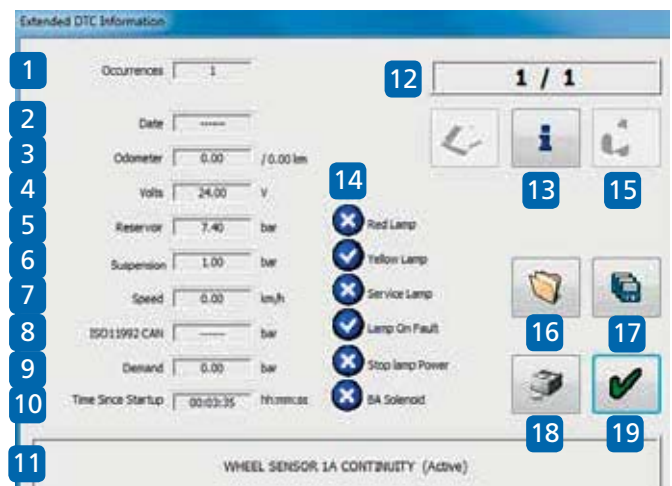 Extended DTC Information
1 Occurrences 1
12 1 / 1
2 Date ------
3 Odometer 0.00 / 0.00 km
13 15
4 Volts 24.00 V
14
5 Reservoir 7.40 bar
Red Lamp
6 Suspension 1.00 bar
Yellow Lamp
7 Speed 0.00 km/h
Service Lamp
16 17
8 ISO11992 CAN ------ bar
Lamp On Fault
9 Demand 0.00 bar
Stop lamp Power
10 Time Since Startup 00:03:35 hh:mm:ss
BA Solenoid
18 19
11 WHEEL SENSOR 1A CONTINUITY (Active)